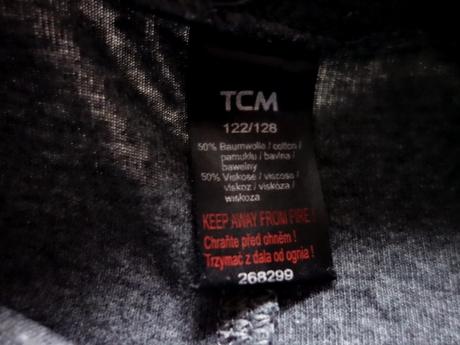 TCM
122/128
50% Baumwolle / cotton /
pamuklu / bavlna /
bawełny
50% Viskose / viscose /
viskoz / viskóza /
wiskoza
KEEP AWAY FROM FIRE !
Chraňte před ohněm !
Trzymać z dala od ognia !
268299